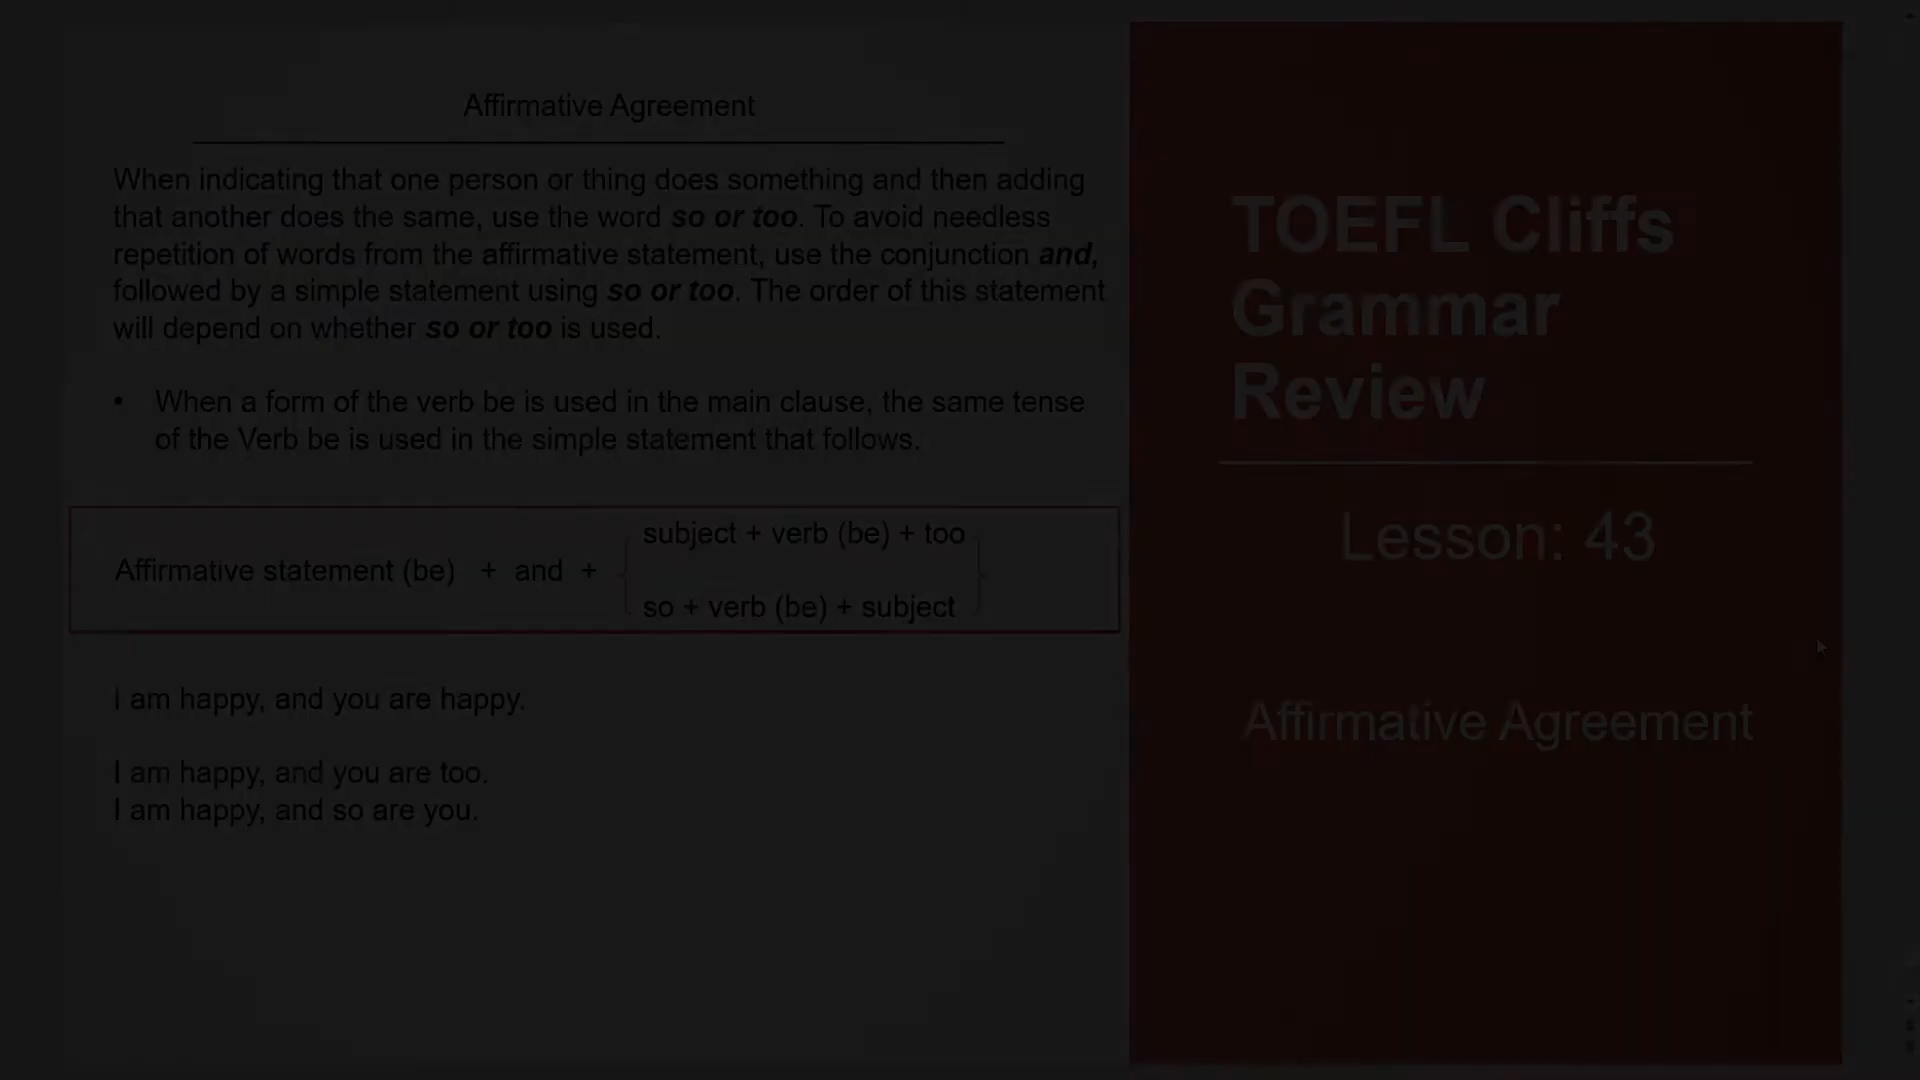 Affirmative Agreement
When indicating that one person or thing does something and then adding
that another does the same, use the word so or too. To avoid needless
repetition of words from the affirmative statement, use the conjunction and,
followed by a simple statement using so or too. The order of this statement
will depend on whether so or too is used.
• When a form of the verb be is used in the main clause, the same tense
of the Verb be is used in the simple statement that follows.
subject + verb (be) + too
Affirmative statement (be) + and +
so + verb (be) + subject
I am happy, and you are happy.
I am happy, and you are too.
I am happy, and so are you.
TOEFL Cliffs
Grammar
Review
Lesson: 43
Affirmative Agreement